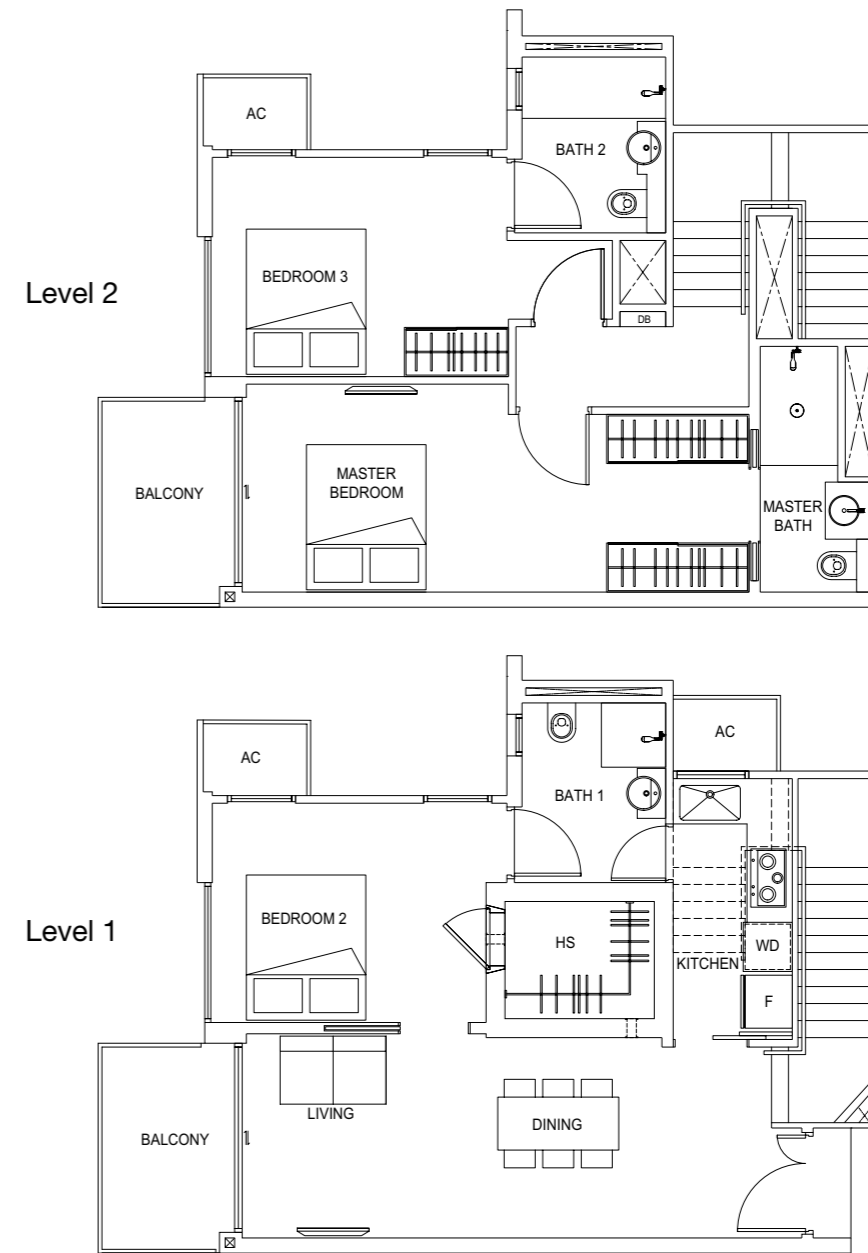 AC
BATH 2
Level 2
BEDROOM 3
DB
BALCONY
MASTER
BEDROOM
MASTER
BATH
AC
AC
BATH 1
Level 1
BEDROOM 2
HS
KITCHEN
WD
F
LIVING
DINING
BALCONY